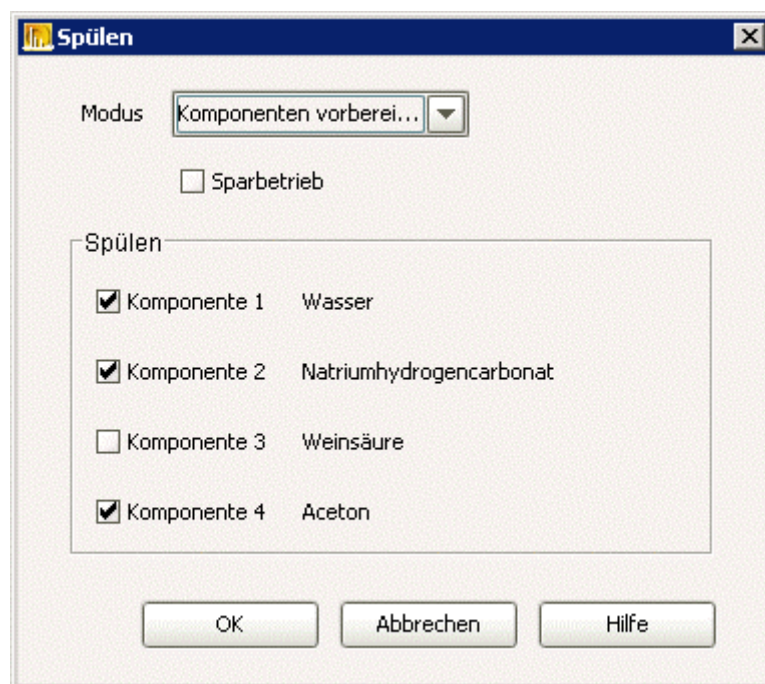 Spülen
Modus Komponenten vorberei...
Sparbetrieb
Spülen
Komponente 1 Wasser
Komponente 2 Natriumhydrogencarbonat
Komponente 3 Weinsäure
Komponente 4 Aceton
OK Abbrechen Hilfe